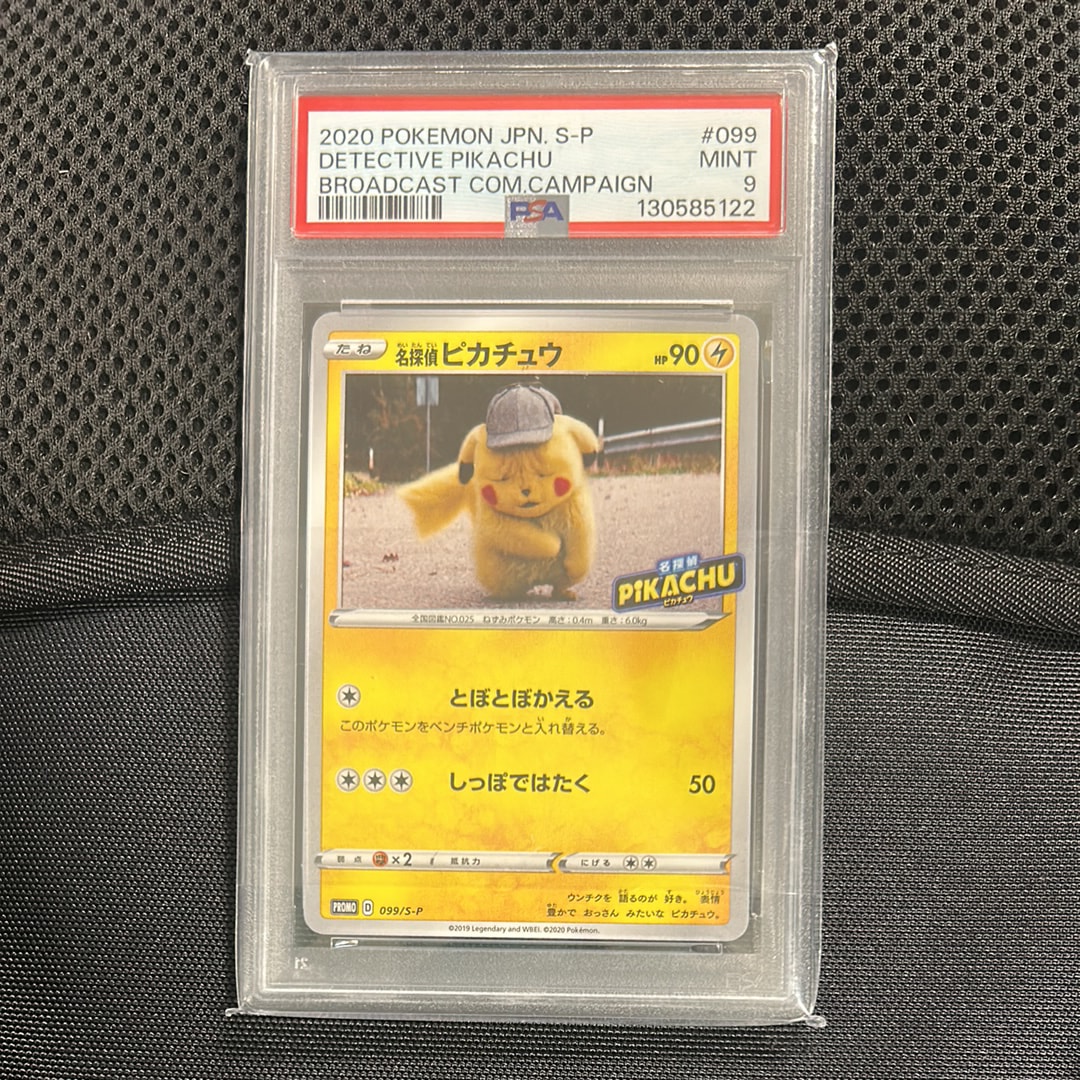 2020 POKEMON JPN. S-P #099
DETECTIVE PIKACHU MINT
BROADCAST COM.CAMPAIGN 9
PSA 130585122
たね 名探偵ピカチュウ HP90
めいたんてい
名探偵
PiKACHU
ピカチュウ
全国図鑑NO.025 ねずみポケモン 高さ:0.4m 重さ:6.0kg
とぼとぼかえる
このポケモンをベンチポケモンと入れ替える。
しっぽではたく 50
弱点 ×2 抵抗力 にげる
ウンチクを 語るのが 好き。 表情
豊かで おっさん みたいな ピカチュウ。
PROMO D 099/S-P
©2019 Legendary and WBEI. ©2020 Pokémon.